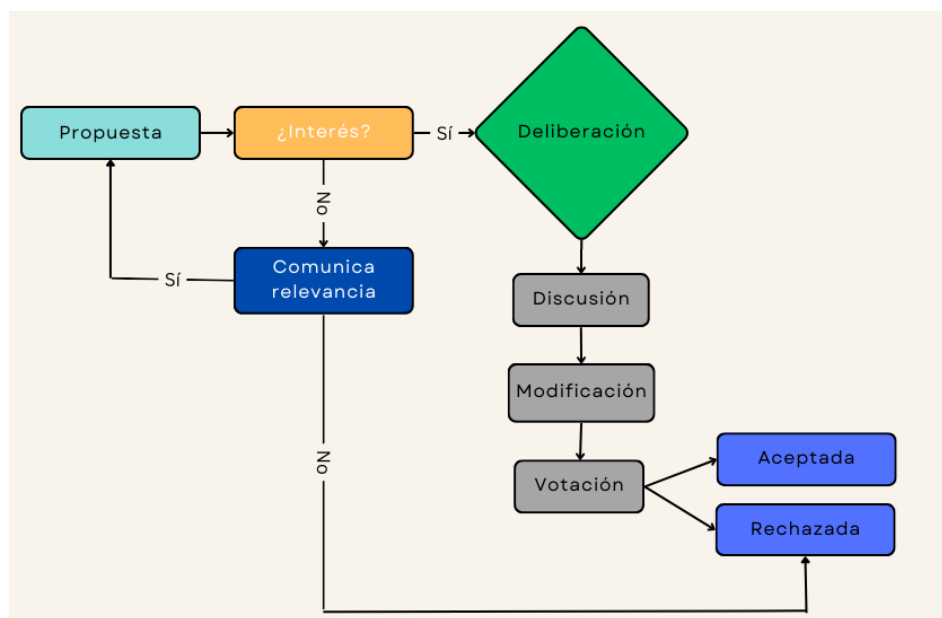 Propuesta
¿Interés?
Sí
Deliberación
No
Comunica
relevancia
Sí
Discusión
Modificación
No
Votación
Aceptada
Rechazada